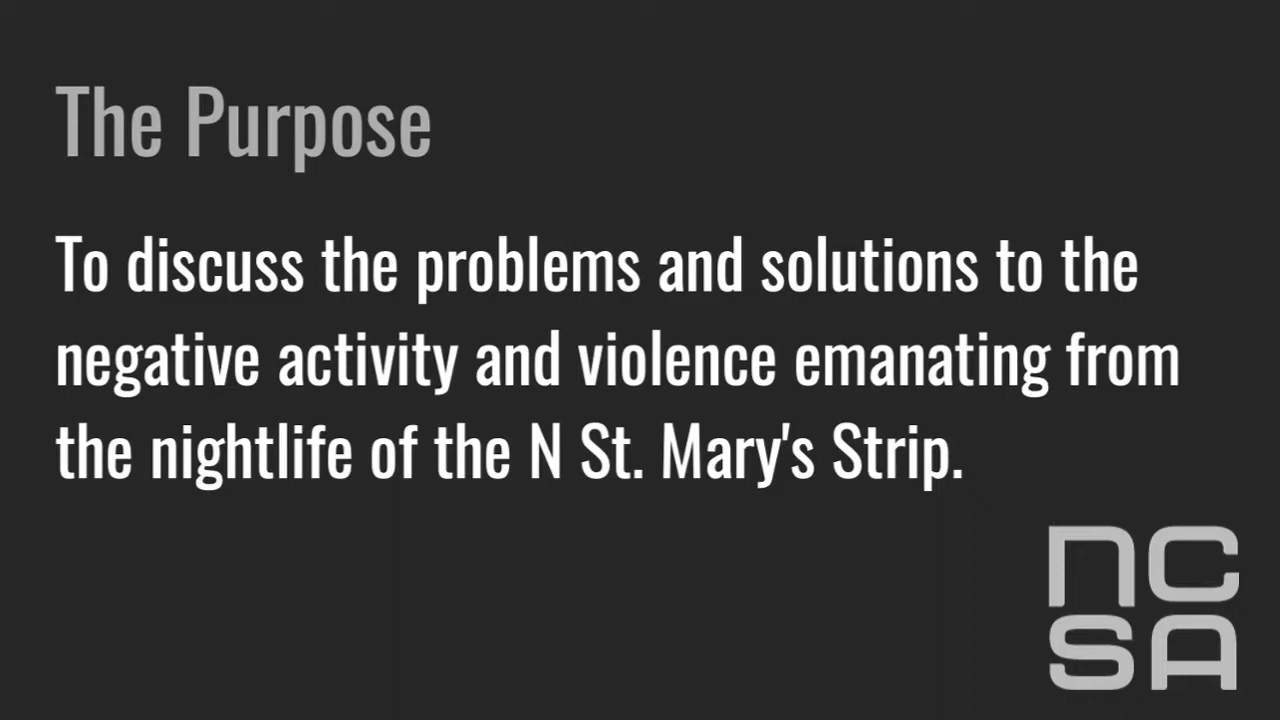 The Purpose
To discuss the problems and solutions to the
negative activity and violence emanating from
the nightlife of the N St. Mary's Strip.
NC
SA